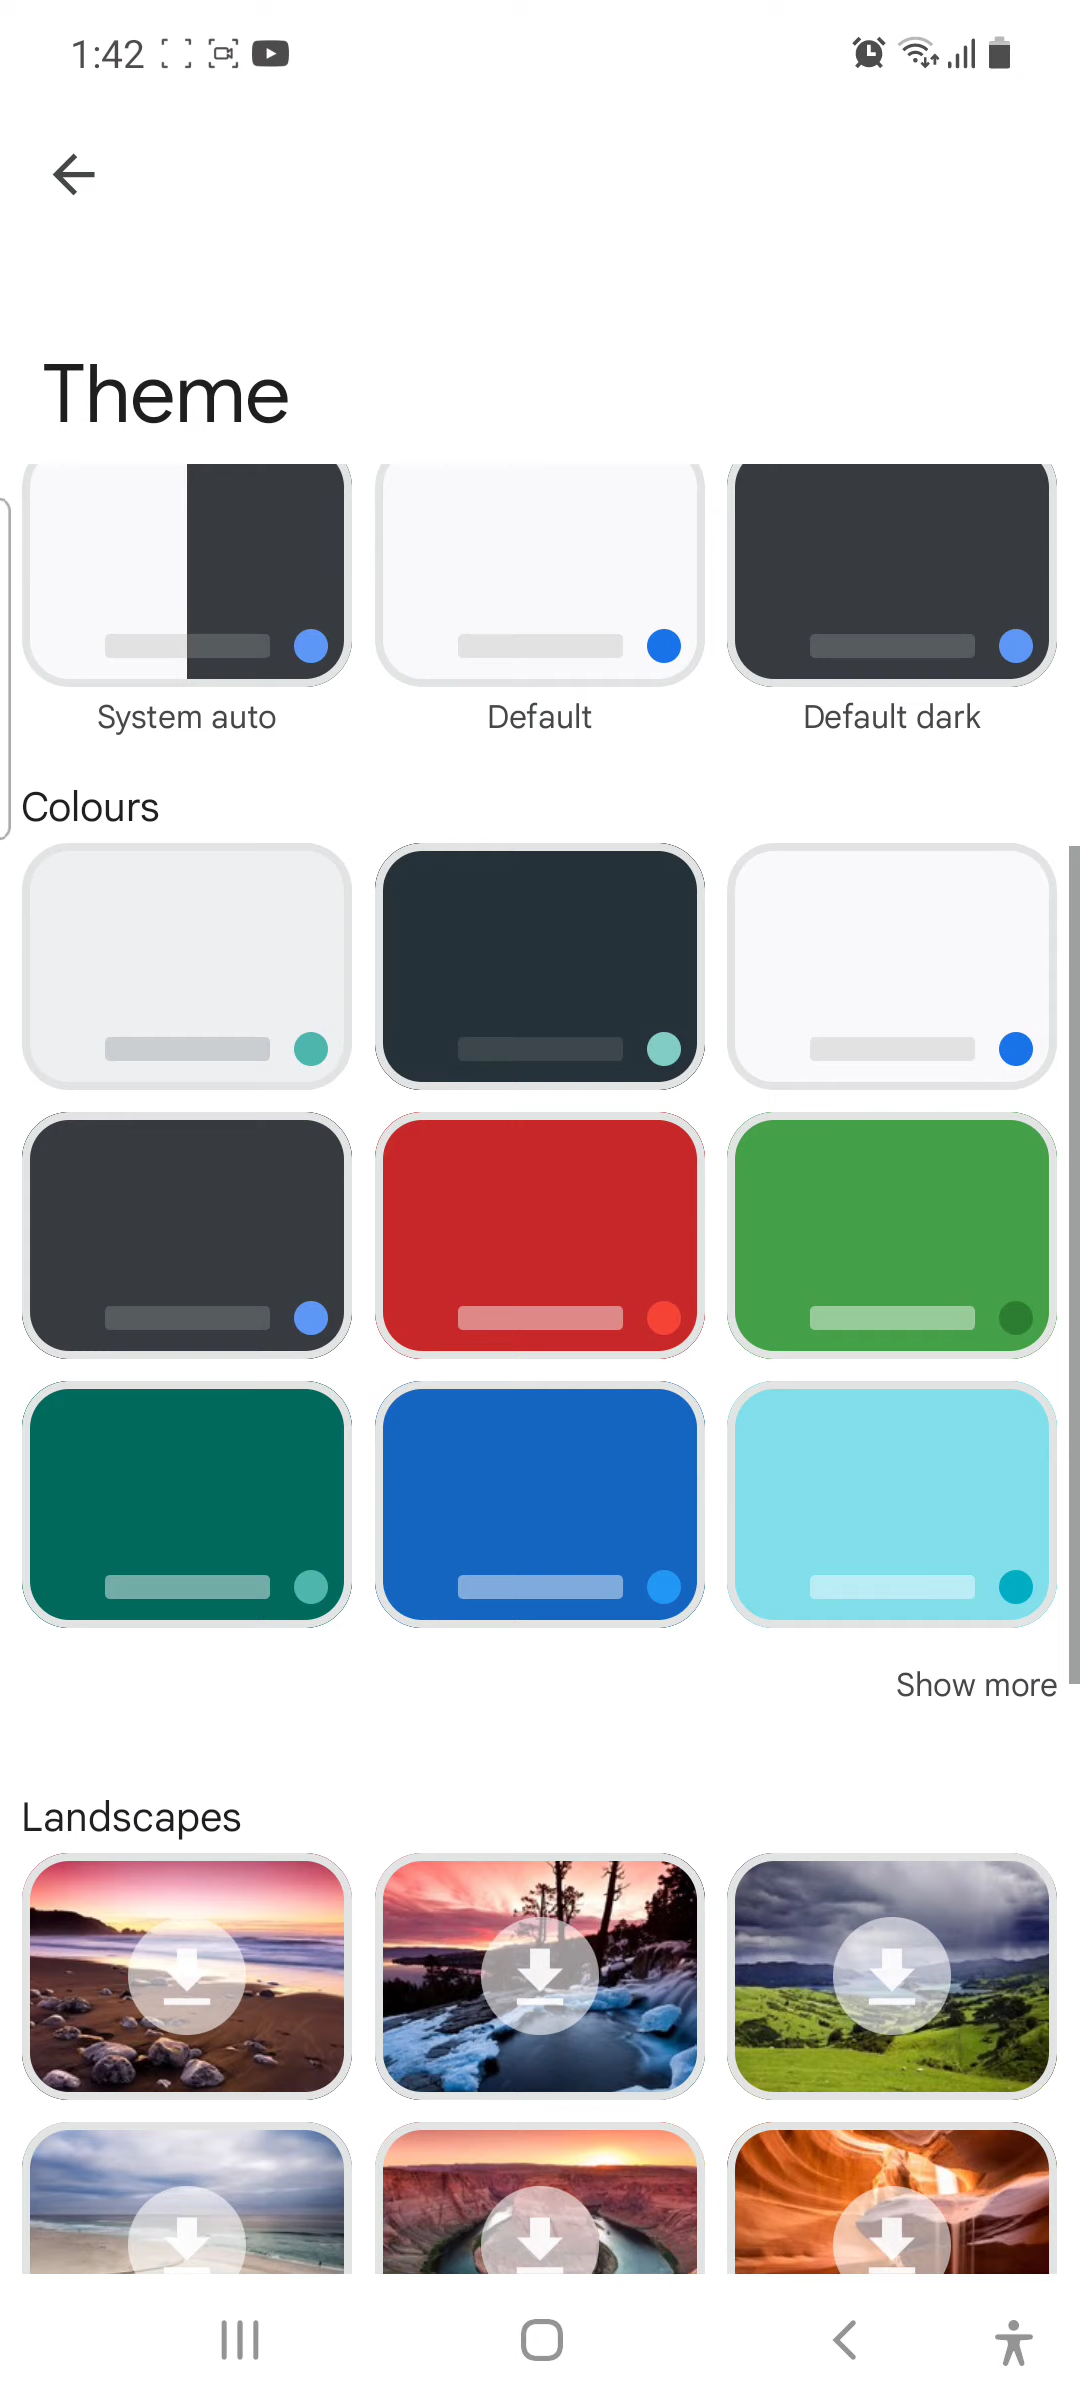 1:42
Theme
System auto
Default
Default dark
Colours
Show more
Landscapes